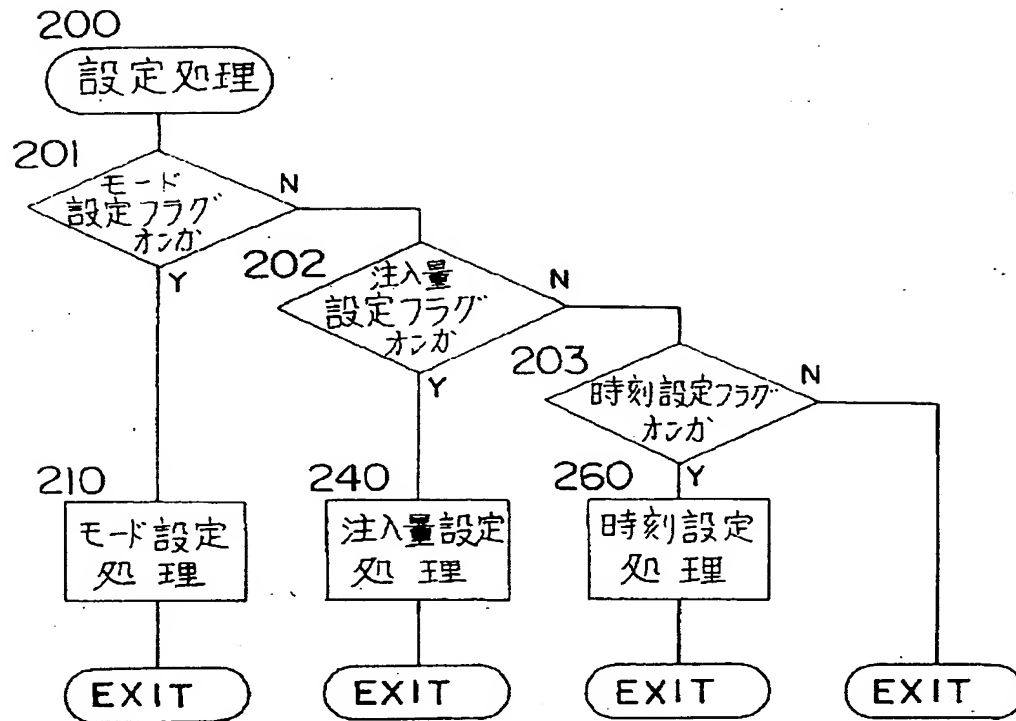 200
設定処理
201
モード
設定フラグ
オンか
N
Y
202
注入量
設定フラグ
オンか
N
Y
203
時刻設定フラグ
オンか
N
Y
210
モード設定
処理
240
注入量設定
処理
260
時刻設定
処理
EXIT
EXIT
EXIT
EXIT